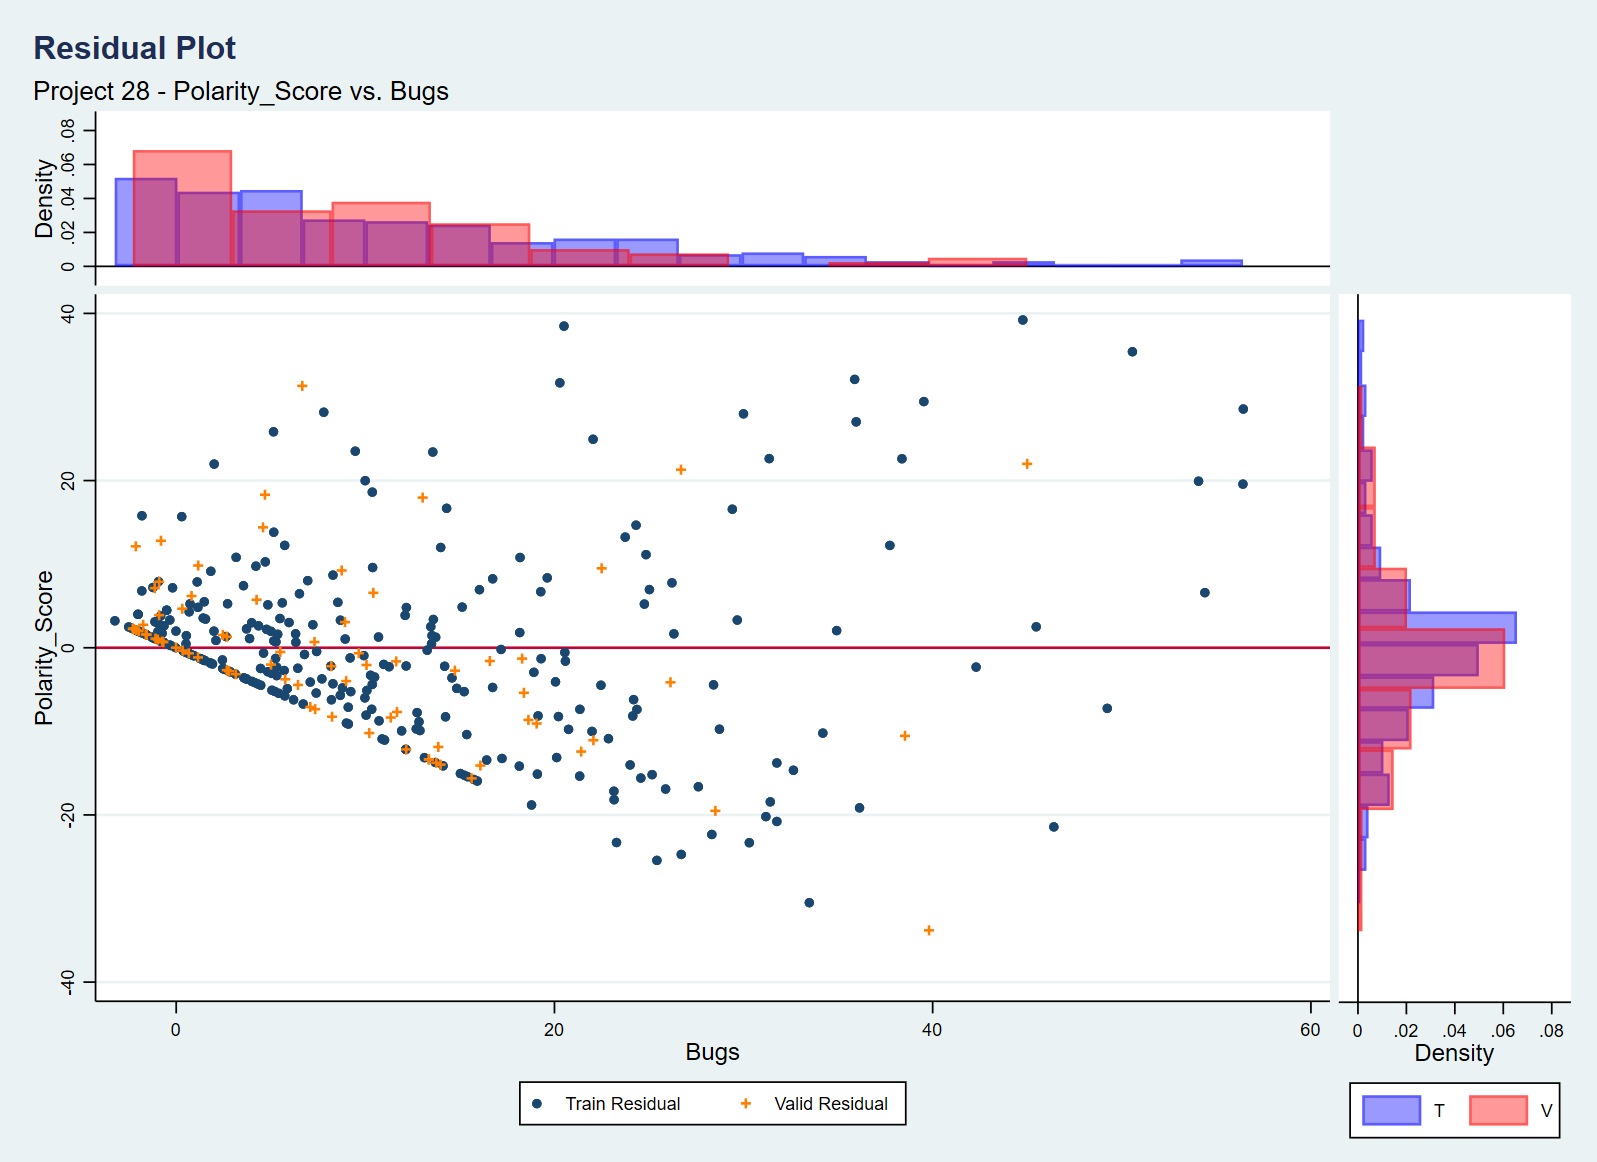 Residual Plot
Project 28 - Polarity_Score vs. Bugs
Density
.08
.06
.04
.02
0
Polarity_Score
40
20
0
-20
-40
0 20 40 60
Bugs
0 .02 .04 .06 .08
Density
Train Residual Valid Residual
T V